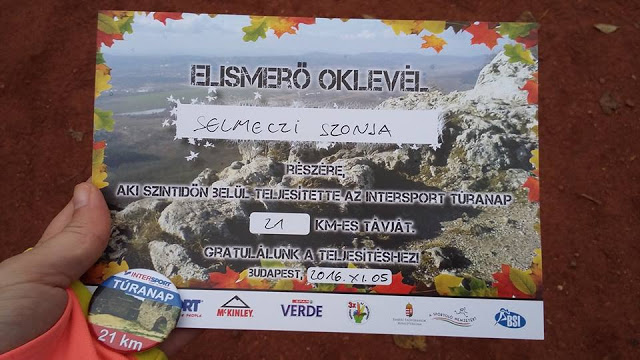 ELISMERŐ OKLEVÉL
SELMECZI SZONJA
RÉSZÉRE,
AKI SZINTIDŐN BELÜL TELJESÍTETTE AZ INTERSPORT TÚRANAP
21 KM-ES TÁVJÁT.
GRATULÁLUNK A TELJESÍTÉSHEZ!
BUDAPEST, 2016. XI. 05
INTERSPORT
TÚRANAP
21 km
McKINLEY
VERDE
3x
BSI